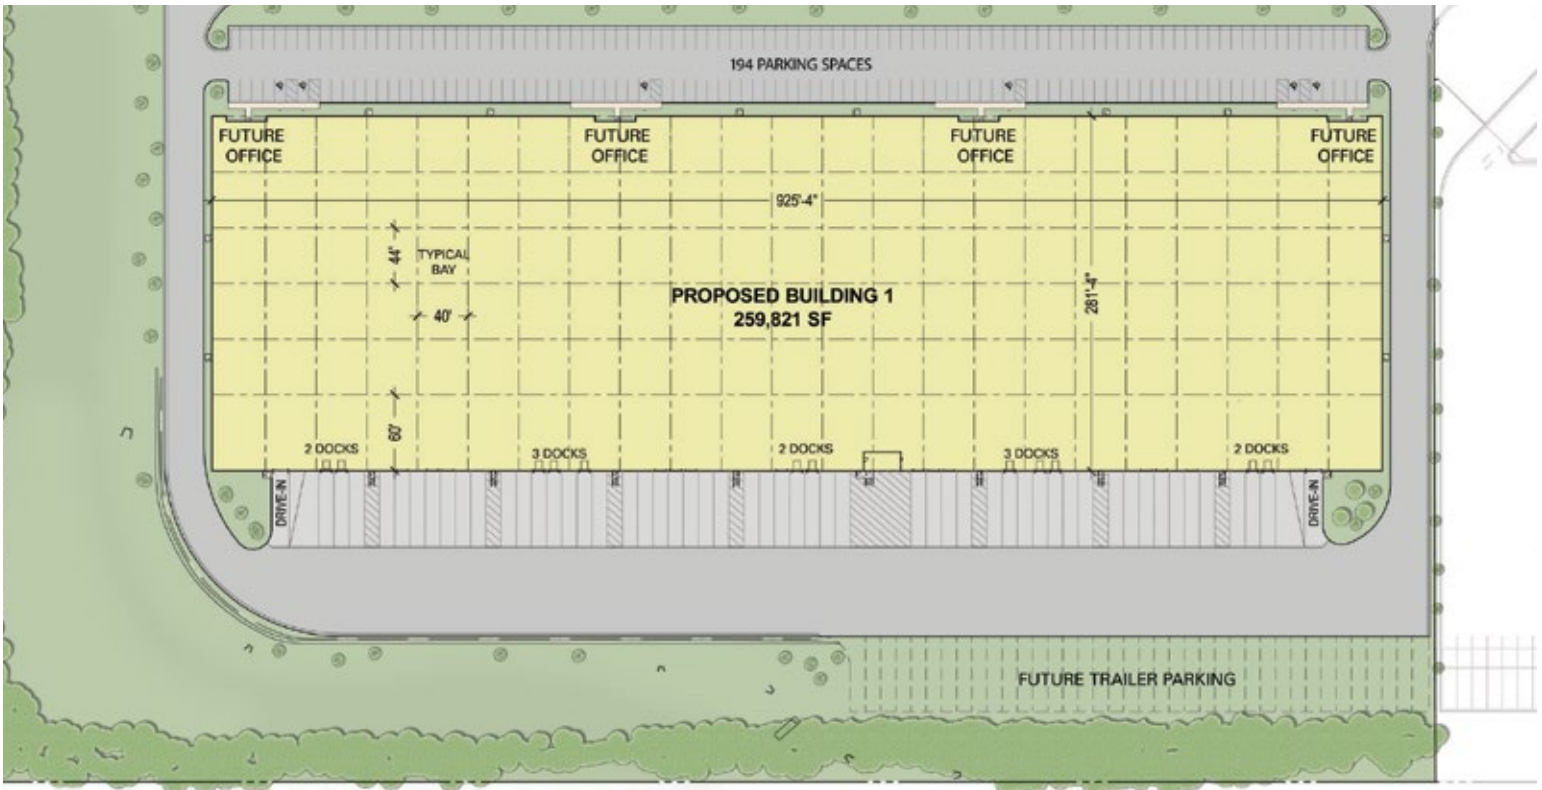 194 PARKING SPACES
FUTURE
OFFICE
FUTURE
OFFICE
FUTURE
OFFICE
FUTURE
OFFICE
925'-4"
44'
TYPICAL
BAY
40'
281'-4"
PROPOSED BUILDING 1
259,821 SF
60'
2 DOCKS
3 DOCKS
2 DOCKS
3 DOCKS
2 DOCKS
DRIVE-IN
DRIVE-IN
FUTURE TRAILER PARKING